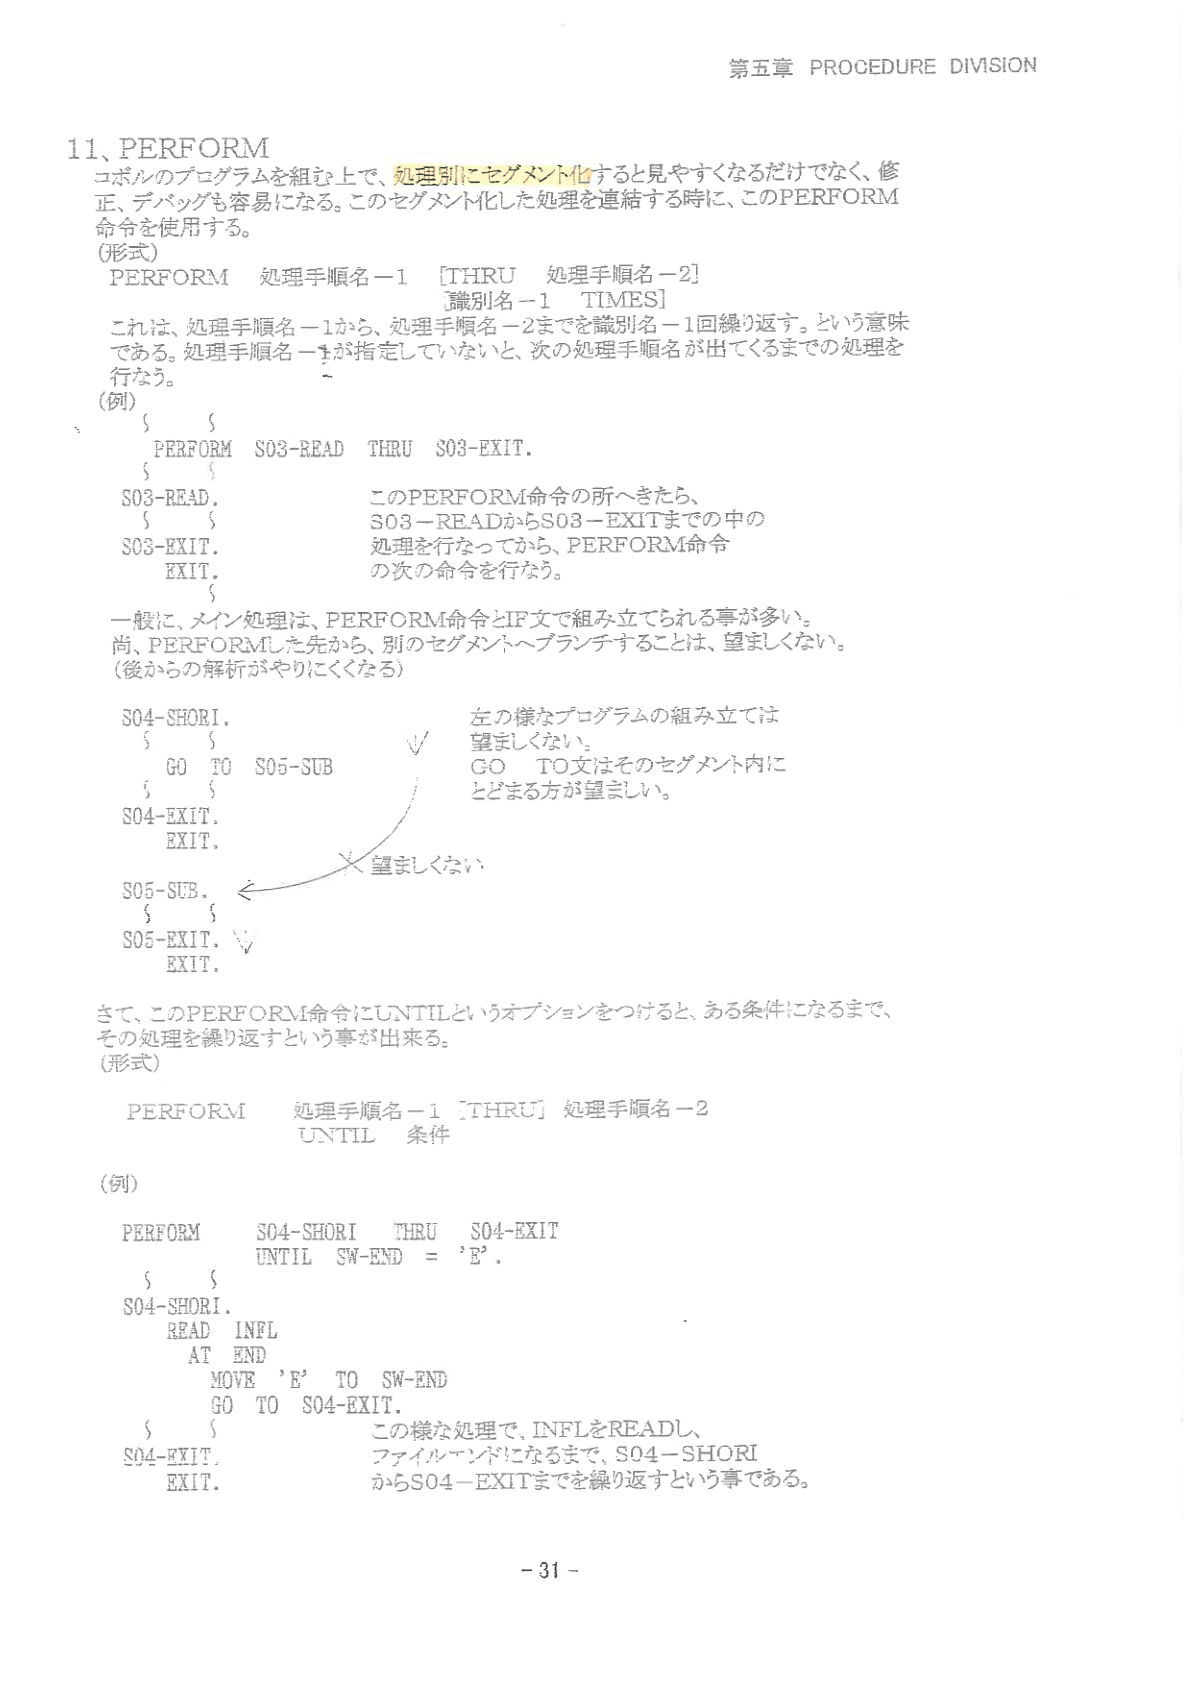 第五章 PROCEDURE DIVISION
11、PERFORM
コボルのプログラムを組む上で、処理別にセグメント化すると見やすくなるだけでなく、修
正、デバッグも容易になる。このセグメント化した処理を連結する時に、このPERFORM
命令を使用する。
(形式)
PERFORM 処理手順名－1 [THRU 処理手順名－2]
[識別名－1 TIMES]
これは、処理手順名－1から、処理手順名－2までを識別名－1回繰り返す。という意味
である。処理手順名－1が指定していないと、次の処理手順名が出てくるまでの処理を
行なう。
(例)
PERFORM S03-READ THRU S03-EXIT.
S03-READ. このPERFORM命令の所へきたら、
S03－READからS03－EXITまでの中の
S03-EXIT. 処理を行なってから、PERFORM命令
EXIT. の次の命令を行なう。
一般に、メイン処理は、PERFORM命令とIF文で組み立てられる事が多い。
尚、PERFORMした先から、別のセグメントへブランチすることは、望ましくない。
(後からの解析がやりにくくなる)
S04-SHORI. 左の様なプログラムの組み立ては
望ましくない。
GO TO S05-SUB GO TO文はそのセグメント内に
とどまる方が望ましい。
S04-EXIT.
EXIT.
望ましくない
S05-SUB.
S05-EXIT.
EXIT.
さて、このPERFORM命令にUNTILというオプションをつけると、ある条件になるまで、
その処理を繰り返すという事が出来る。
(形式)
PERFORM 処理手順名－1 [THRU] 処理手順名－2
UNTIL 条件
(例)
PERFORM S04-SHORI THRU S04-EXIT
UNTIL SW-END = 'E'.
S04-SHORI.
READ INFL
AT END
MOVE 'E' TO SW-END
GO TO S04-EXIT.
この様な処理で、INFLをREADし、
S04-EXIT. ファイルエンドになるまで、S04－SHORI
EXIT. からS04－EXITまでを繰り返すという事である。
－31－